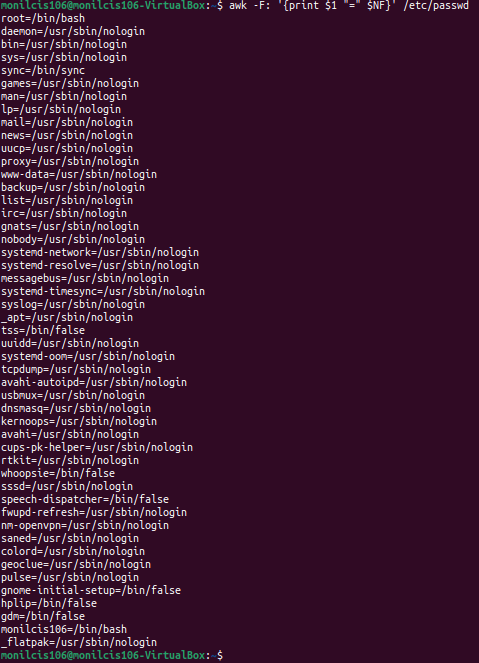 monilcis106@monilcis106-VirtualBox:~$ awk -F: '{print $1 "=" $NF}' /etc/passwd
root=/bin/bash
daemon=/usr/sbin/nologin
bin=/usr/sbin/nologin
sys=/usr/sbin/nologin
sync=/bin/sync
games=/usr/sbin/nologin
man=/usr/sbin/nologin
lp=/usr/sbin/nologin
mail=/usr/sbin/nologin
news=/usr/sbin/nologin
uucp=/usr/sbin/nologin
proxy=/usr/sbin/nologin
www-data=/usr/sbin/nologin
backup=/usr/sbin/nologin
list=/usr/sbin/nologin
irc=/usr/sbin/nologin
gnats=/usr/sbin/nologin
nobody=/usr/sbin/nologin
systemd-network=/usr/sbin/nologin
systemd-resolve=/usr/sbin/nologin
messagebus=/usr/sbin/nologin
systemd-timesync=/usr/sbin/nologin
syslog=/usr/sbin/nologin
_apt=/usr/sbin/nologin
tss=/bin/false
uuidd=/usr/sbin/nologin
systemd-oom=/usr/sbin/nologin
tcpdump=/usr/sbin/nologin
avahi-autoipd=/usr/sbin/nologin
usbmux=/usr/sbin/nologin
dnsmasq=/usr/sbin/nologin
kernoops=/usr/sbin/nologin
avahi=/usr/sbin/nologin
cups-pk-helper=/usr/sbin/nologin
rtkit=/usr/sbin/nologin
whoopsie=/bin/false
sssd=/usr/sbin/nologin
speech-dispatcher=/bin/false
fwupd-refresh=/usr/sbin/nologin
nm-openvpn=/usr/sbin/nologin
saned=/usr/sbin/nologin
colord=/usr/sbin/nologin
geoclue=/usr/sbin/nologin
pulse=/usr/sbin/nologin
gnome-initial-setup=/bin/false
hplip=/bin/false
gdm=/bin/false
monilcis106=/bin/bash
_flatpak=/usr/sbin/nologin
monilcis106@monilcis106-VirtualBox:~$